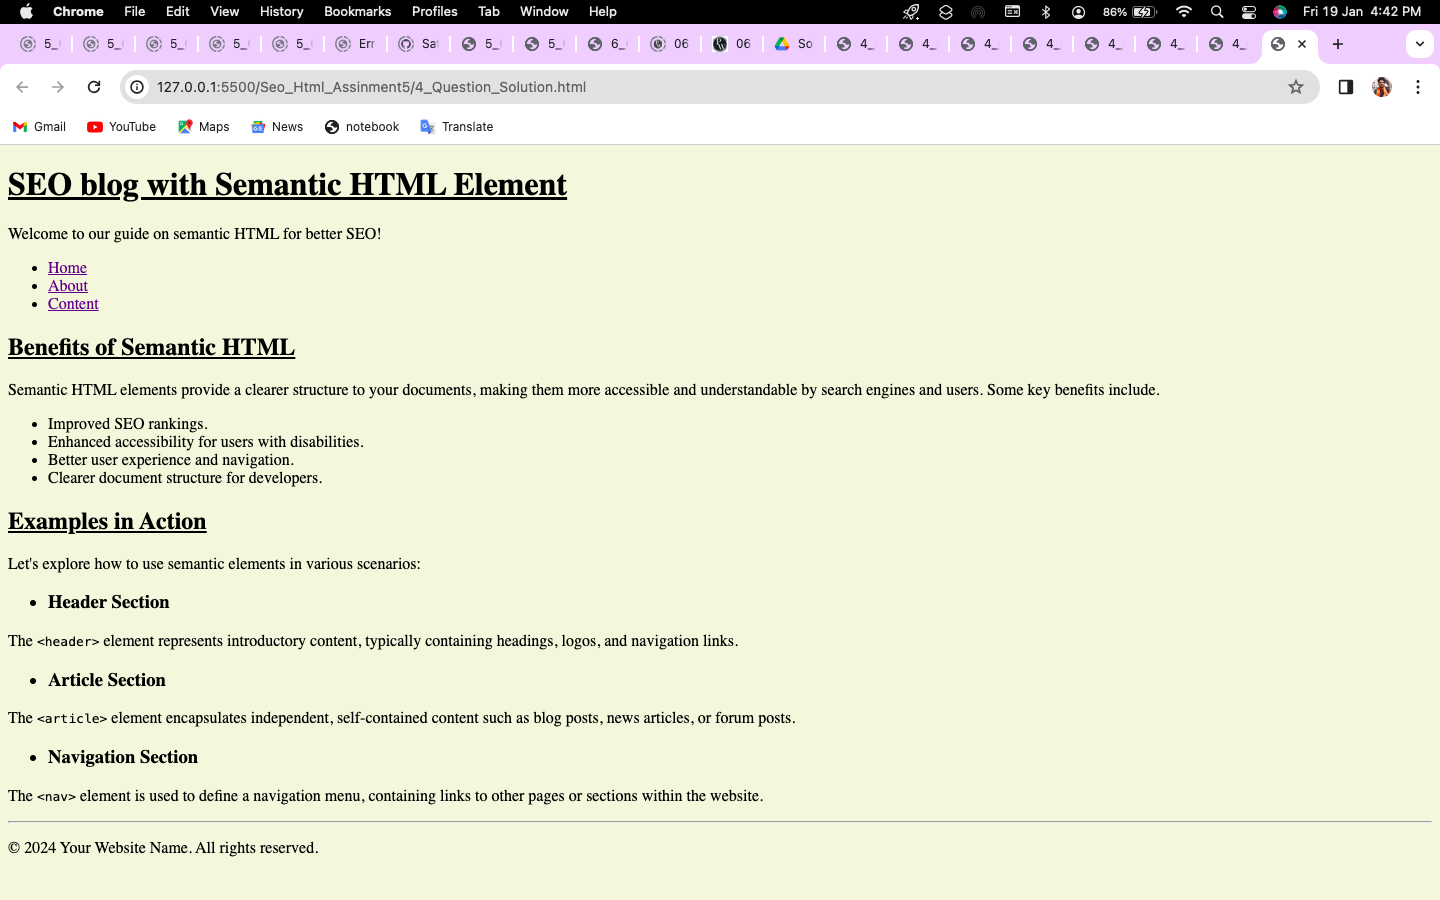 Chrome File Edit View History Bookmarks Profiles Tab Window Help 86% Fri 19 Jan 4:42 PM
5_ 5_ 5_ 5_ 5_ Err Sa 5_ 5_ 6_ 06 06 So 4_ 4_ 4_ 4_ 4_ 4_ 4_
127.0.0.1:5500/Seo_Html_Assinment5/4_Question_Solution.html
Gmail YouTube Maps News notebook Translate
SEO blog with Semantic HTML Element
Welcome to our guide on semantic HTML for better SEO!
• Home
• About
• Content
Benefits of Semantic HTML
Semantic HTML elements provide a clearer structure to your documents, making them more accessible and understandable by search engines and users. Some key benefits include.
• Improved SEO rankings.
• Enhanced accessibility for users with disabilities.
• Better user experience and navigation.
• Clearer document structure for developers.
Examples in Action
Let's explore how to use semantic elements in various scenarios:
• Header Section
The <header> element represents introductory content, typically containing headings, logos, and navigation links.
• Article Section
The <article> element encapsulates independent, self-contained content such as blog posts, news articles, or forum posts.
• Navigation Section
The <nav> element is used to define a navigation menu, containing links to other pages or sections within the website.
© 2024 Your Website Name. All rights reserved.